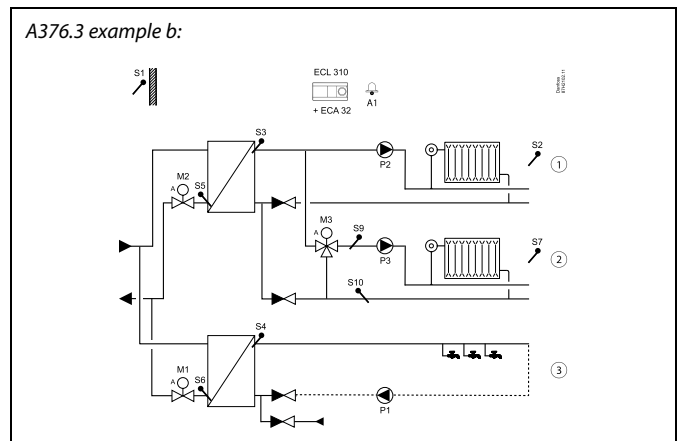 A376.3 example b:
S1
ECL 310
+ ECA 32
A1
Danfoss
S3
S2
P2
1
M2
A
S5
M3
A
S9
S7
P3
2
S10
S4
M1
A
S6
3
P1